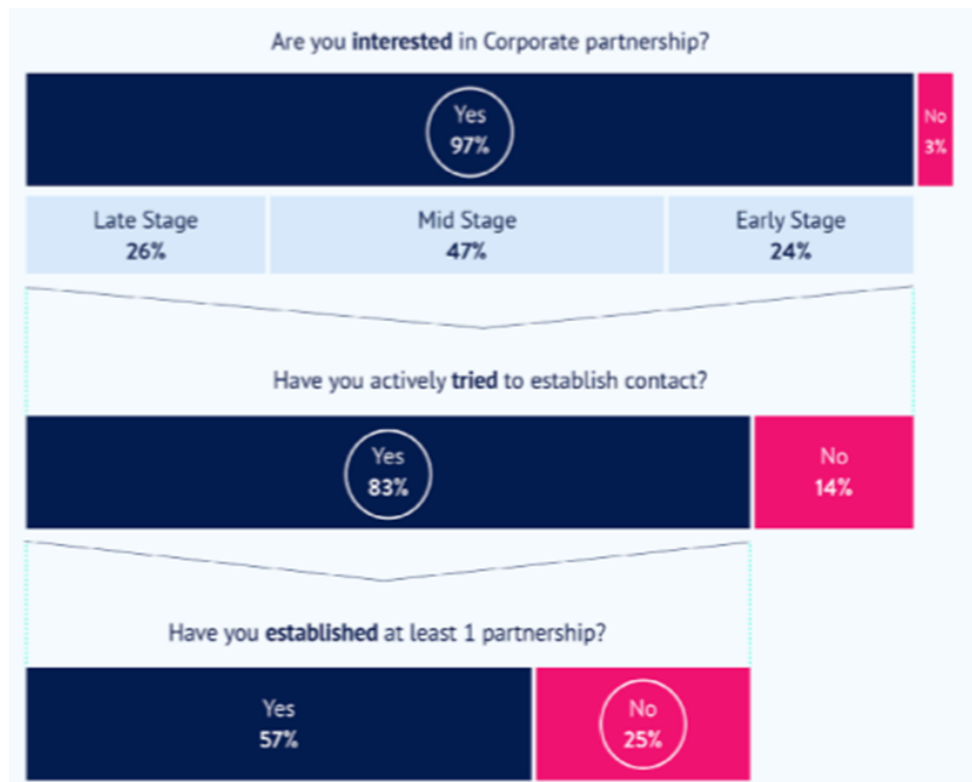 Are you interested in Corporate partnership?
Yes
97%
No
3%
Late Stage
26%
Mid Stage
47%
Early Stage
24%
Have you actively tried to establish contact?
Yes
83%
No
14%
Have you established at least 1 partnership?
Yes
57%
No
25%